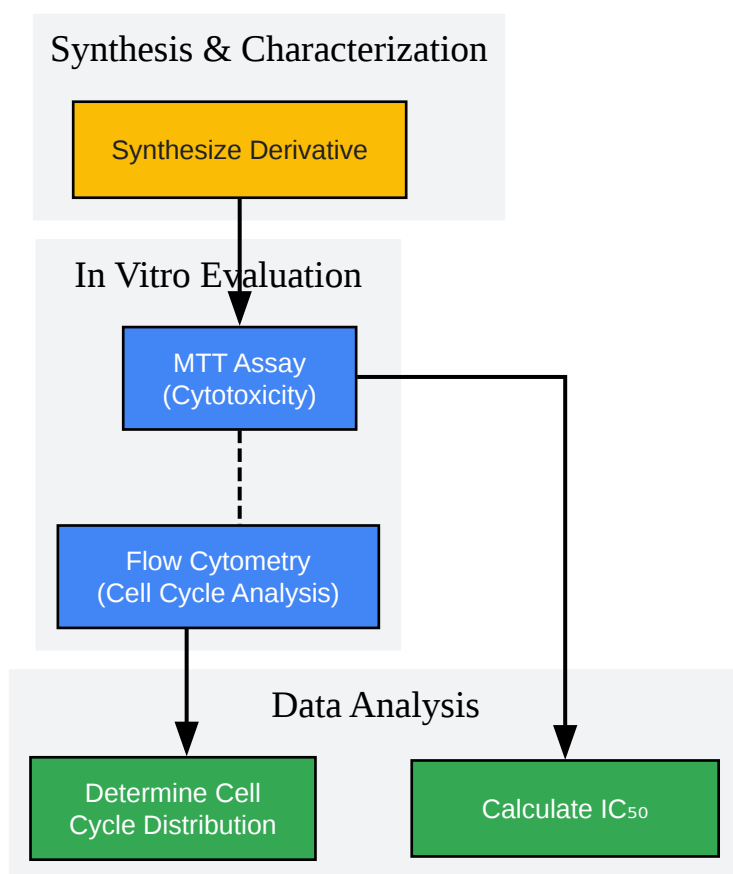 Synthesis & Characterization
Synthesize Derivative
In Vitro Evaluation
MTT Assay
(Cytotoxicity)
Flow Cytometry
(Cell Cycle Analysis)
Data Analysis
Determine Cell
Cycle Distribution
Calculate IC₅₀